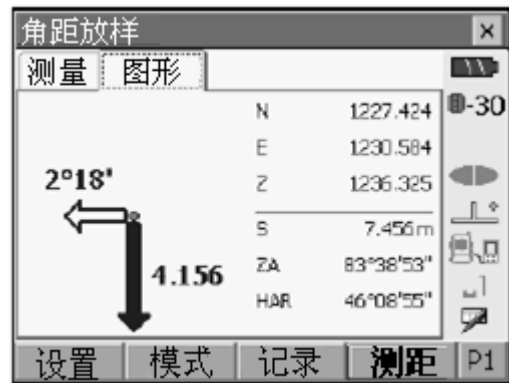 角距放样
测量 图形
N 1227.424
E 1230.584
Z 1236.325
S 7.456m
ZA 83°38'53"
HAR 46°08'55"
2°18'
4.156
-30
设置 模式 记录 测距 P1